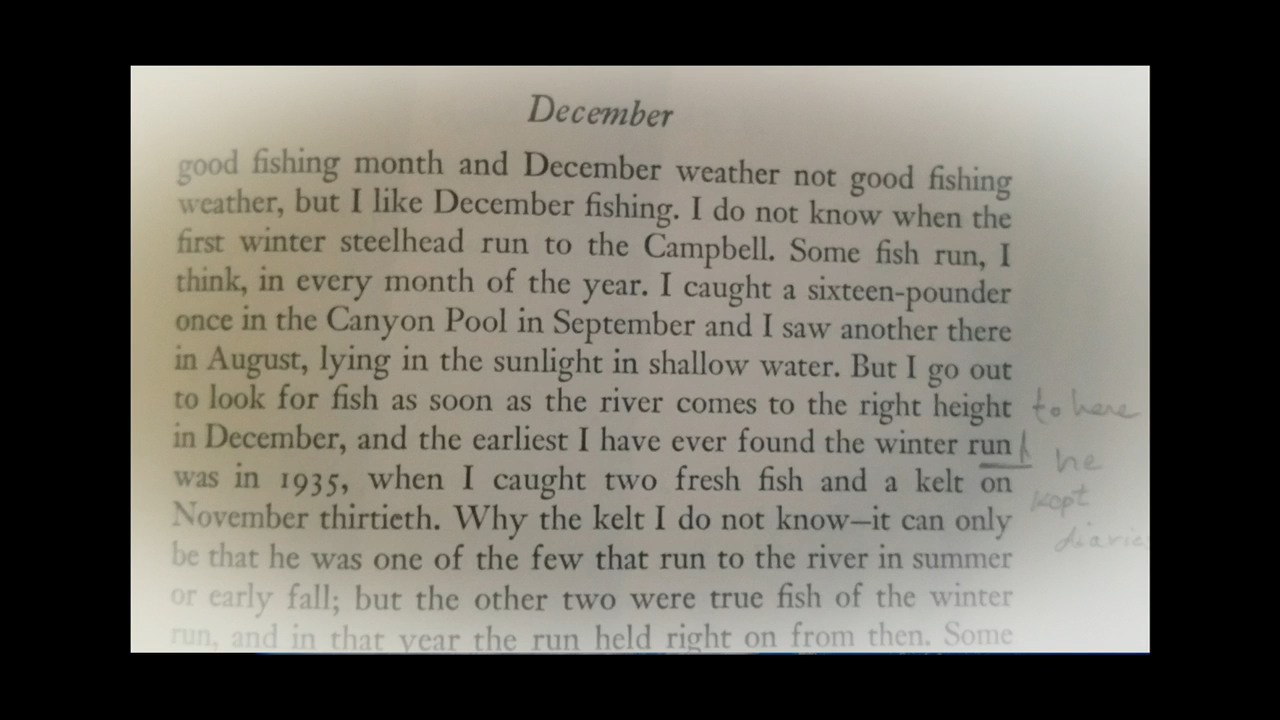 December
good fishing month and December weather not good fishing
weather, but I like December fishing. I do not know when the
first winter steelhead run to the Campbell. Some fish run, I
think, in every month of the year. I caught a sixteen-pounder
once in the Canyon Pool in September and I saw another there
in August, lying in the sunlight in shallow water. But I go out
to look for fish as soon as the river comes to the right height
to here
in December, and the earliest I have ever found the winter run
he
was in 1935, when I caught two fresh fish and a kelt on
kept
November thirtieth. Why the kelt I do not know—it can only
diaries
be that he was one of the few that run to the river in summer
or early fall; but the other two were true fish of the winter
run, and in that year the run held right on from then. Some